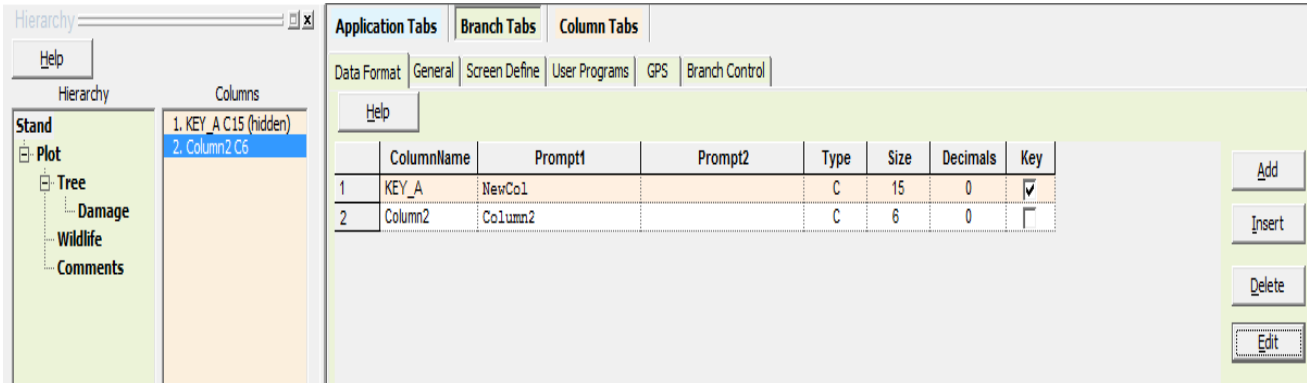 Hierarchy
Help
Hierarchy Columns
Stand
Plot
Tree
Damage
Wildlife
Comments
1. KEY_A C15 (hidden)
2. Column2 C6
Application Tabs Branch Tabs Column Tabs
Data Format General Screen Define User Programs GPS Branch Control
Help
ColumnName Prompt1 Prompt2 Type Size Decimals Key
1 KEY_A NewCol C 15 0
2 Column2 Column2 C 6 0
Add
Insert
Delete
Edit